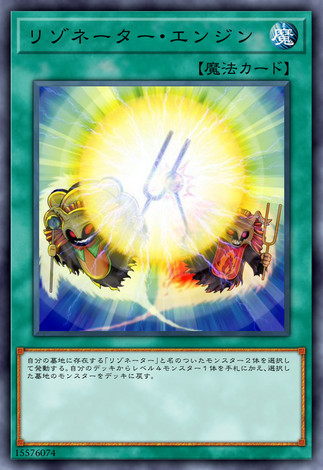 リゾネーター・エンジン
魔
【魔法カード】
自分の墓地に存在する「リゾネーター」と名のついたモンスター2体を選択し
て発動する。自分のデッキからレベル4モンスター1体を手札に加え、選択し
た墓地のモンスターをデッキに戻す。
15576074